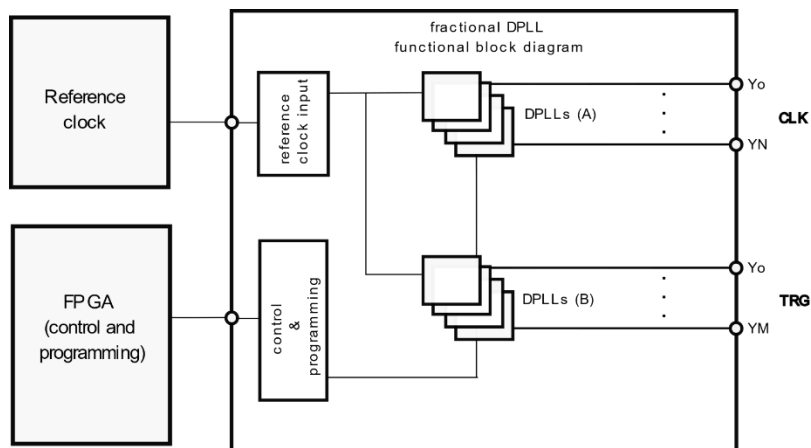 fractional DPLL
functional block diagram
Reference
clock
reference
clock input
DPLLs (A)
Yo
CLK
YN
FPGA
(control and
programming)
control
&
programming
DPLLs (B)
Yo
TRG
YM